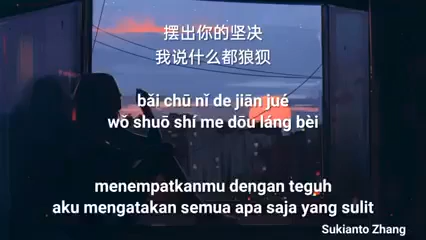 摆出你的坚决
我说什么都狼狈
bǎi chū nǐ de jiān jué
wǒ shuō shí me dōu láng bèi
menempatkanmu dengan teguh
aku mengatakan semua apa saja yang sulit
Sukianto Zhang